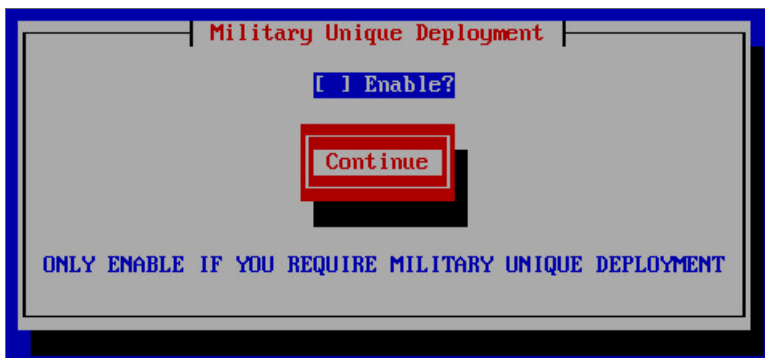 Military Unique Deployment
[ ] Enable?
Continue
ONLY ENABLE IF YOU REQUIRE MILITARY UNIQUE DEPLOYMENT